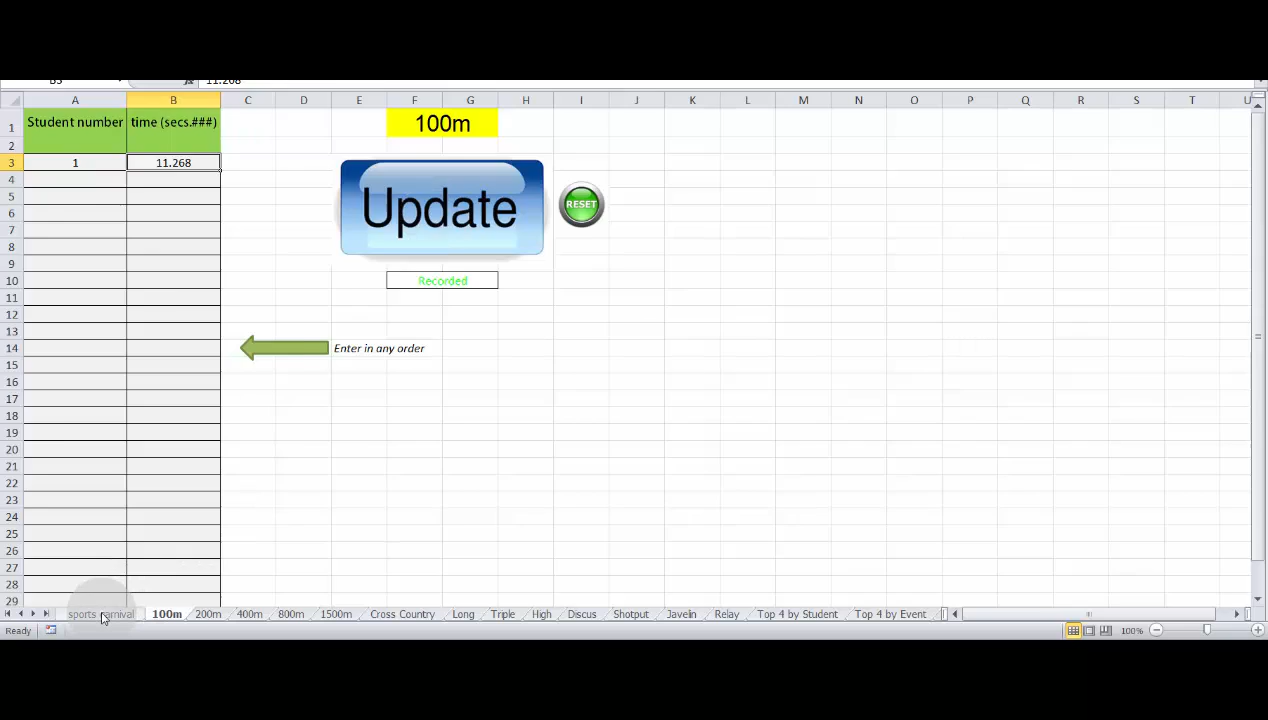 B3 11.268
A B C D E F G H I J K L M N O P Q R S T U
1 Student number time (secs.###) 100m
2
3 1 11.268
4
5
6
7 Update RESET
8
9
10 Recorded
11
12
13
14 Enter in any order
15
16
17
18
19
20
21
22
23
24
25
26
27
28
29
sports carnival 100m 200m 400m 800m 1500m Cross Country Long Triple High Discus Shotput Javelin Relay Top 4 by Student Top 4 by Event
Ready 100%